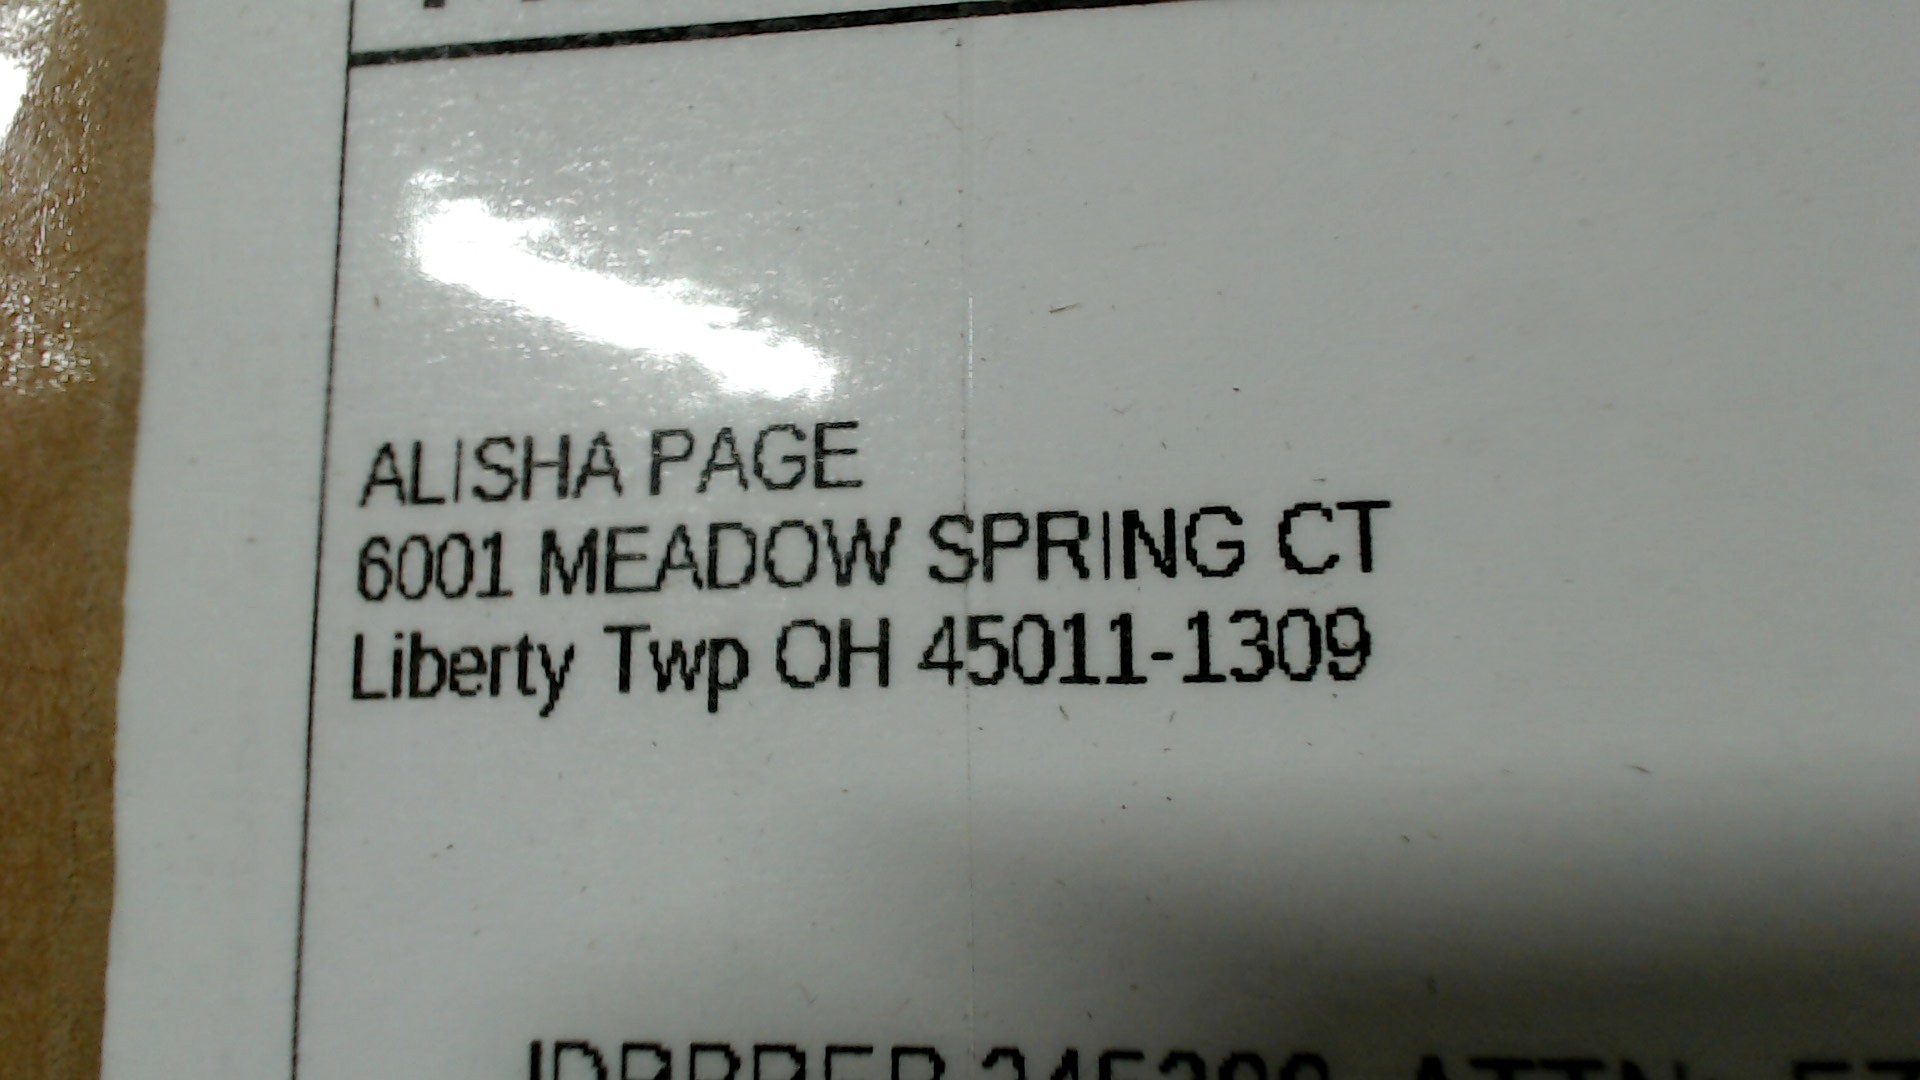 ALISHA PAGE
6001 MEADOW SPRING CT
Liberty Twp OH 45011-1309